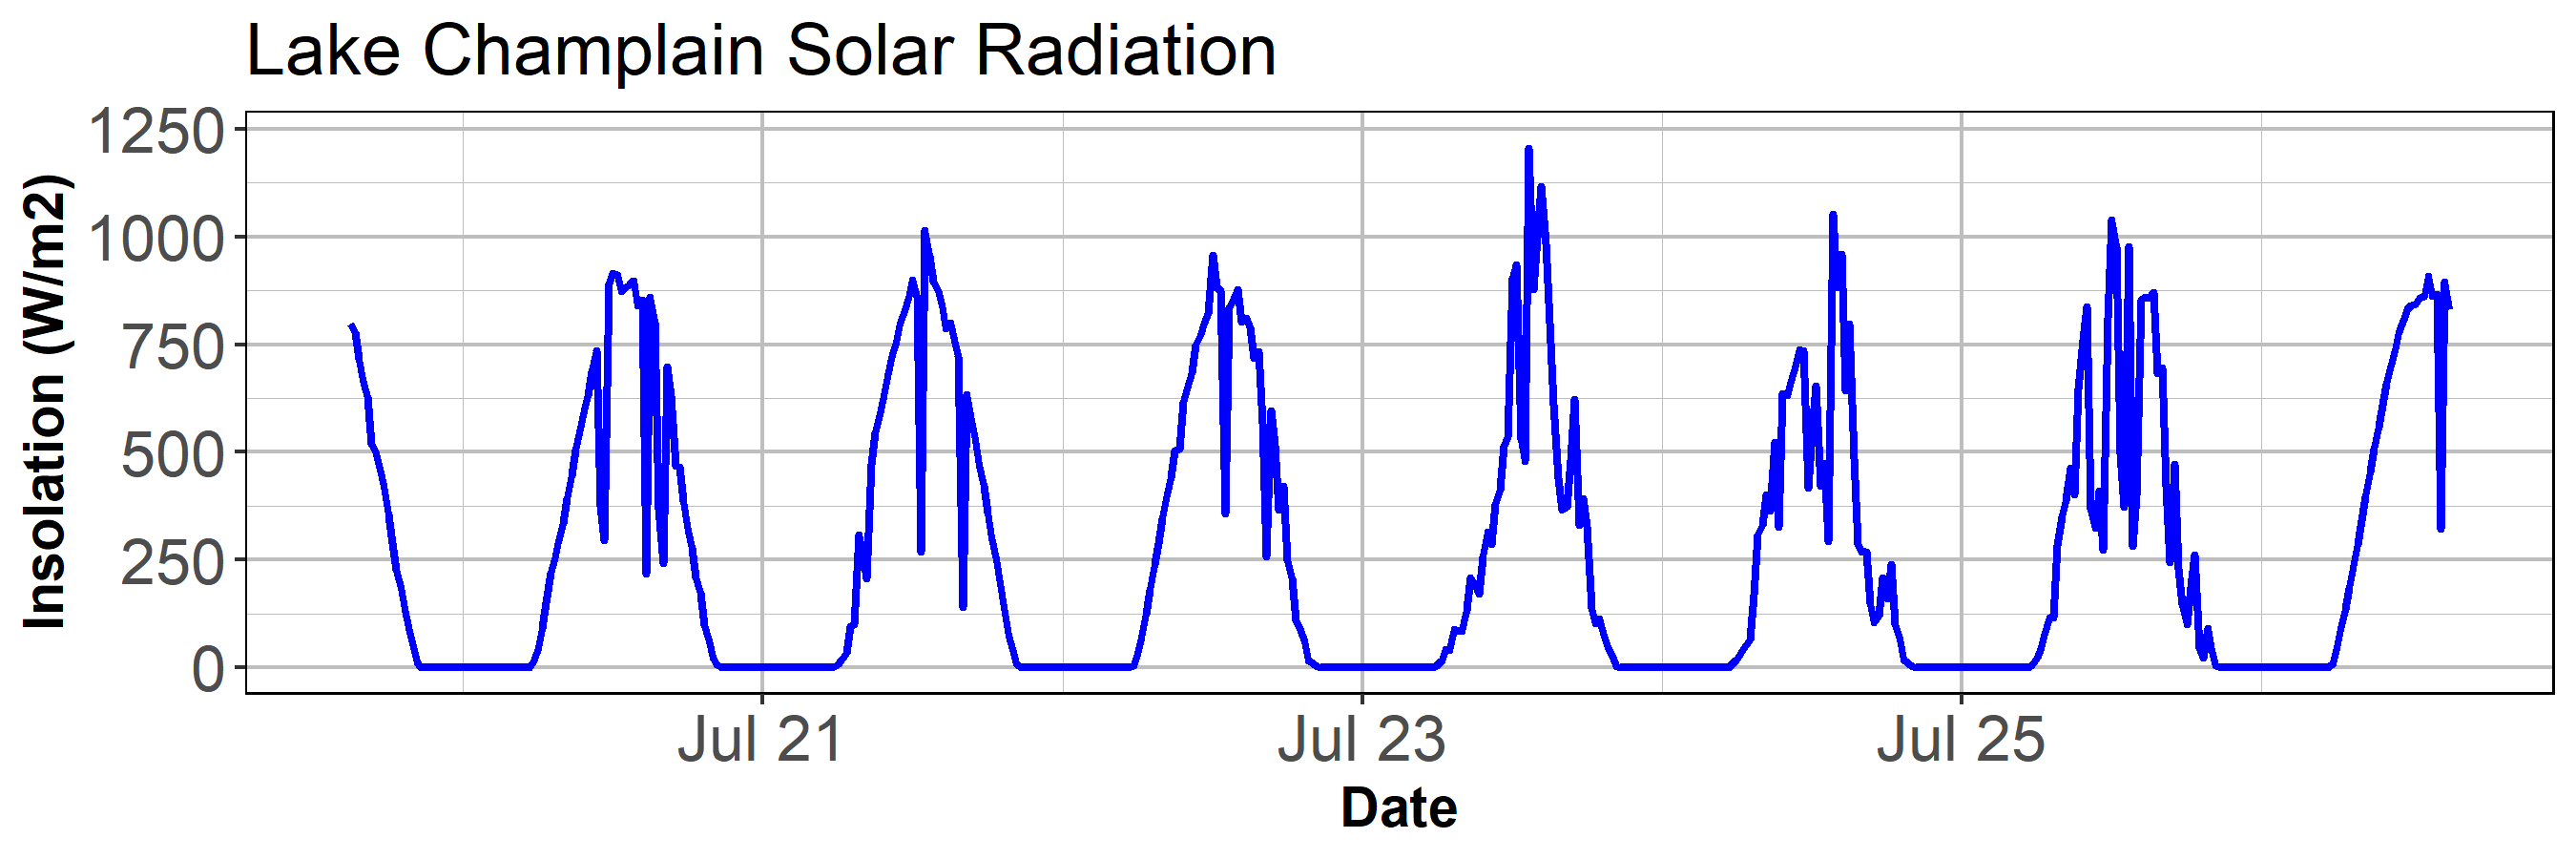 Lake Champlain Solar Radiation
Insolation (W/m2)
1250
1000
750
500
250
0
Jul 21
Jul 23
Jul 25
Date